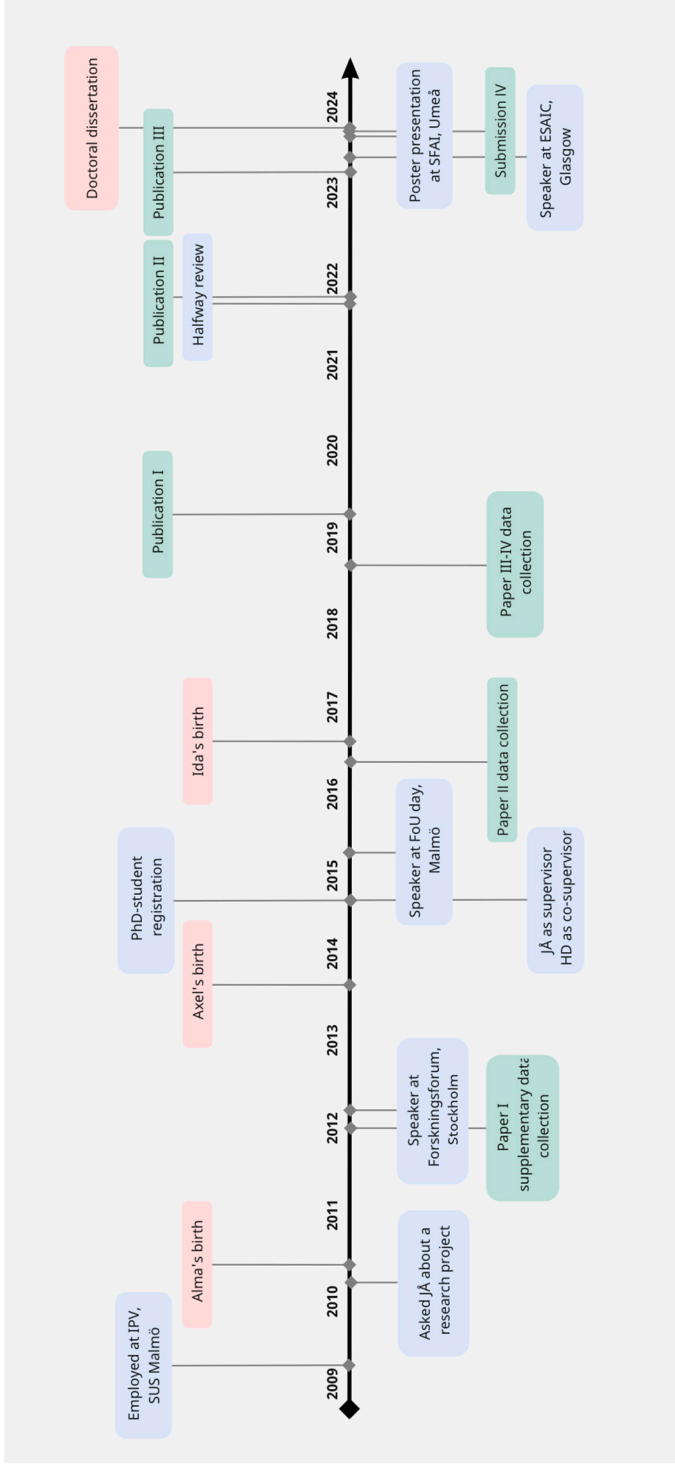 Employed at IPV,
SUS Malmö
Alma's birth
Axel's birth
PhD-student
registration
Ida's birth
Publication I
Publication II
Halfway review
Publication III
Doctoral dissertation
2009
2010
2011
2012
2013
2014
2015
2016
2017
2018
2019
2020
2021
2022
2023
2024
Asked JÅ about a
research project
Speaker at
Forskningsforum,
Stockholm
Paper I
supplementary data
collection
Speaker at FoU day,
Malmö
JÅ as supervisor
HD as co-supervisor
Paper II data collection
Paper III-IV data
collection
Poster presentation
at SFAI, Umeå
Submission IV
Speaker at ESAIC,
Glasgow